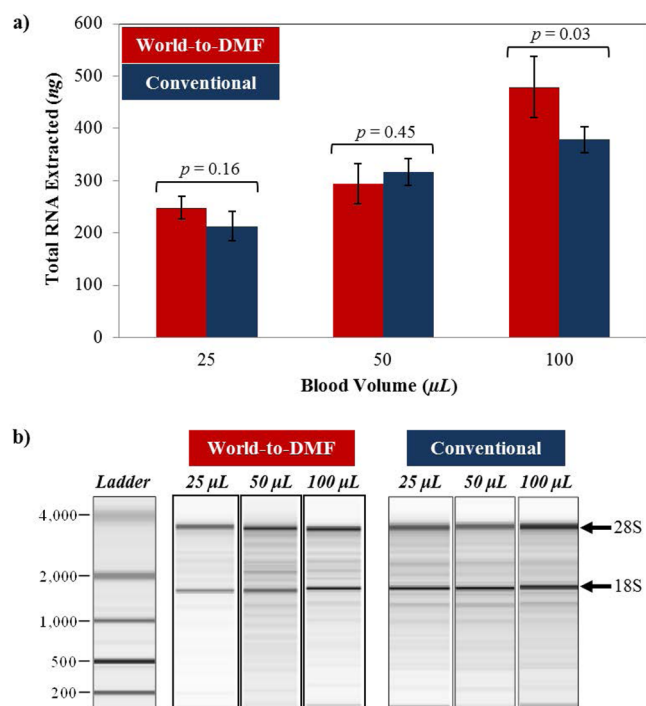 a)
600
500
400
300
200
100
0
Total RNA Extracted (ng)
World-to-DMF
Conventional
p = 0.16
p = 0.45
p = 0.03
25
50
100
Blood Volume (µL)
b)
World-to-DMF
Conventional
Ladder
25 µL
50 µL
100 µL
25 µL
50 µL
100 µL
4,000
2,000
1,000
500
200
28S
18S